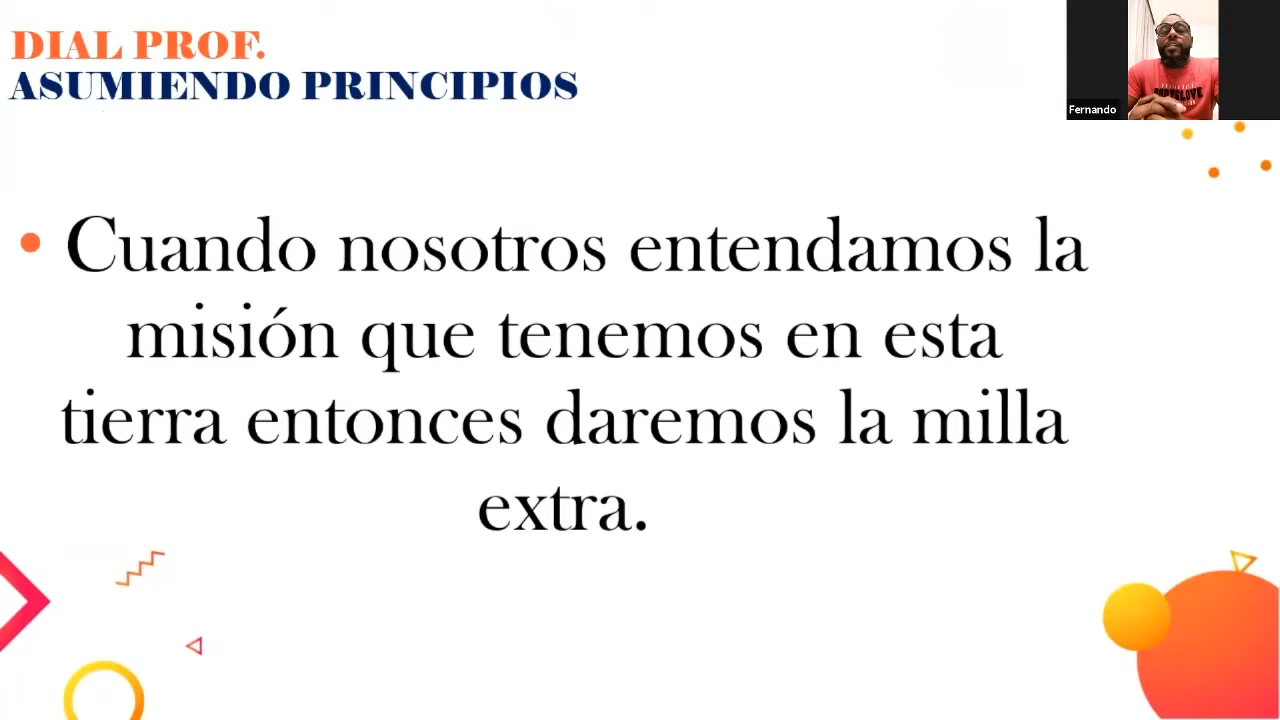 DIAL PROF.
ASUMIENDO PRINCIPIOS
Fernando
• Cuando nosotros entendamos la
misión que tenemos en esta
tierra entonces daremos la milla
extra.